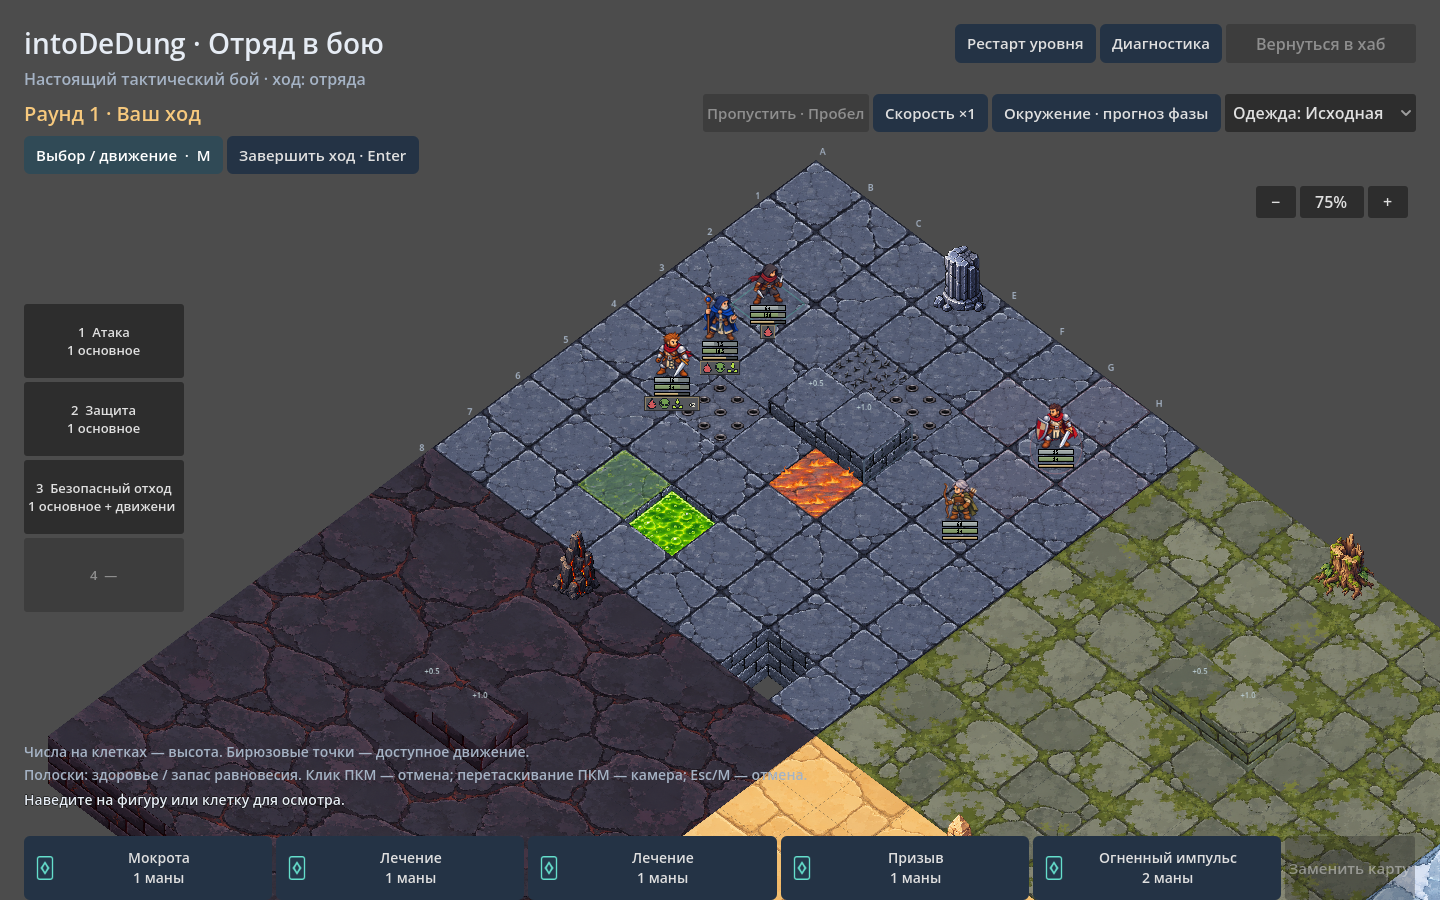 intoDeDung · Отряд в бою
Рестарт уровня
Диагностика
Вернуться в хаб
Настоящий тактический бой · ход: отряда
Раунд 1 · Ваш ход
Пропустить · Пробел
Скорость ×1
Окружение · прогноз фазы
Одежда: Исходная
Выбор / движение · M
Завершить ход · Enter
− 75% +
A
B
C
E
F
G
H
1
2
3
4
5
6
7
8
+0.5
+1.0
1 Атака
1 основное
2 Защита
1 основное
3 Безопасный отход
1 основное + движени
4 —
+0.5
+1.0
+0.5
+1.0
Числа на клетках — высота. Бирюзовые точки — доступное движение.
Полоски: здоровье / запас равновесия. Клик ПКМ — отмена; перетаскивание ПКМ — камера; Esc/M — отмена.
Наведите на фигуру или клетку для осмотра.
Мокрота
1 маны
Лечение
1 маны
Лечение
1 маны
Призыв
1 маны
Огненный импульс
2 маны
Заменить карту